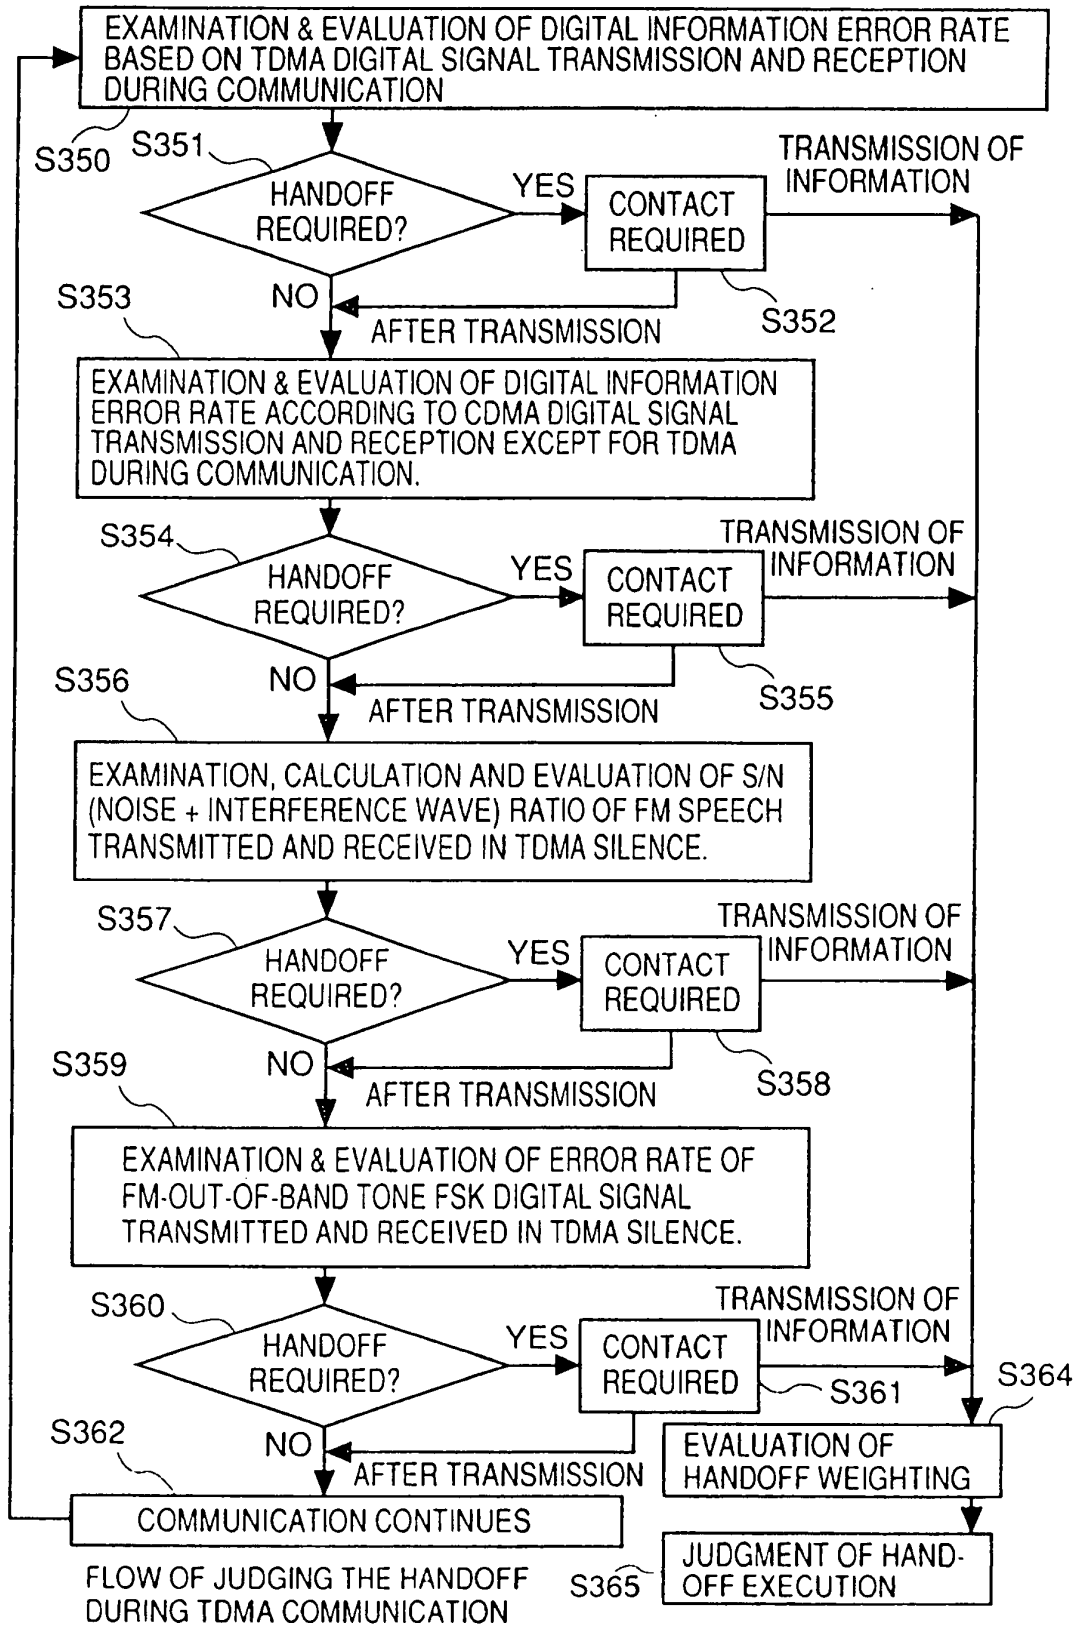 EXAMINATION & EVALUATION OF DIGITAL INFORMATION ERROR RATE
BASED ON TDMA DIGITAL SIGNAL TRANSMISSION AND RECEPTION
DURING COMMUNICATION
S350
S351
HANDOFF
REQUIRED?
YES
CONTACT
REQUIRED
TRANSMISSION OF
INFORMATION
S352
NO
AFTER TRANSMISSION
S353
EXAMINATION & EVALUATION OF DIGITAL INFORMATION
ERROR RATE ACCORDING TO CDMA DIGITAL SIGNAL
TRANSMISSION AND RECEPTION EXCEPT FOR TDMA
DURING COMMUNICATION.
S354
HANDOFF
REQUIRED?
YES
CONTACT
REQUIRED
TRANSMISSION OF
INFORMATION
S355
NO
AFTER TRANSMISSION
S356
EXAMINATION, CALCULATION AND EVALUATION OF S/N
(NOISE + INTERFERENCE WAVE) RATIO OF FM SPEECH
TRANSMITTED AND RECEIVED IN TDMA SILENCE.
S357
HANDOFF
REQUIRED?
YES
CONTACT
REQUIRED
TRANSMISSION OF
INFORMATION
S358
NO
AFTER TRANSMISSION
S359
EXAMINATION & EVALUATION OF ERROR RATE OF
FM-OUT-OF-BAND TONE FSK DIGITAL SIGNAL
TRANSMITTED AND RECEIVED IN TDMA SILENCE.
S360
HANDOFF
REQUIRED?
YES
CONTACT
REQUIRED
TRANSMISSION OF
INFORMATION
S361
NO
AFTER TRANSMISSION
S362
COMMUNICATION CONTINUES
S364
EVALUATION OF
HANDOFF WEIGHTING
S365
JUDGMENT OF HAND-
OFF EXECUTION
FLOW OF JUDGING THE HANDOFF
DURING TDMA COMMUNICATION